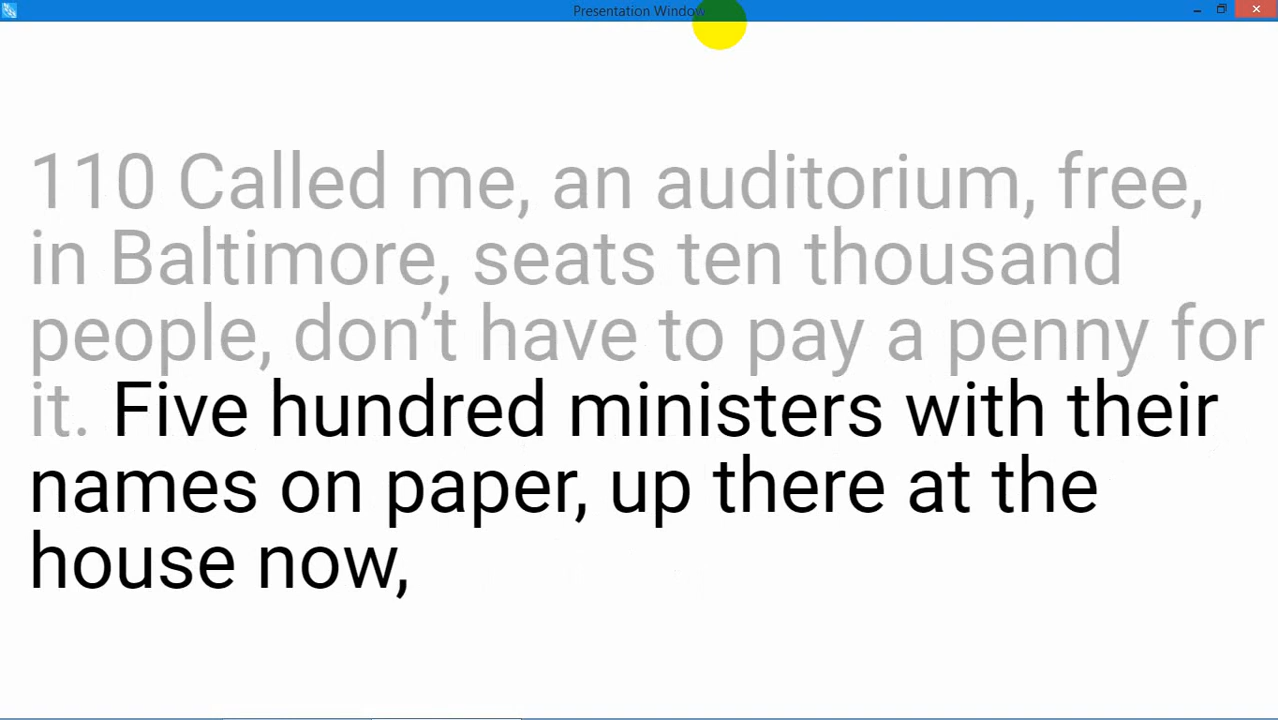 Presentation Window
110 Called me, an auditorium, free,
in Baltimore, seats ten thousand
people, don’t have to pay a penny for
it. Five hundred ministers with their
names on paper, up there at the
house now,